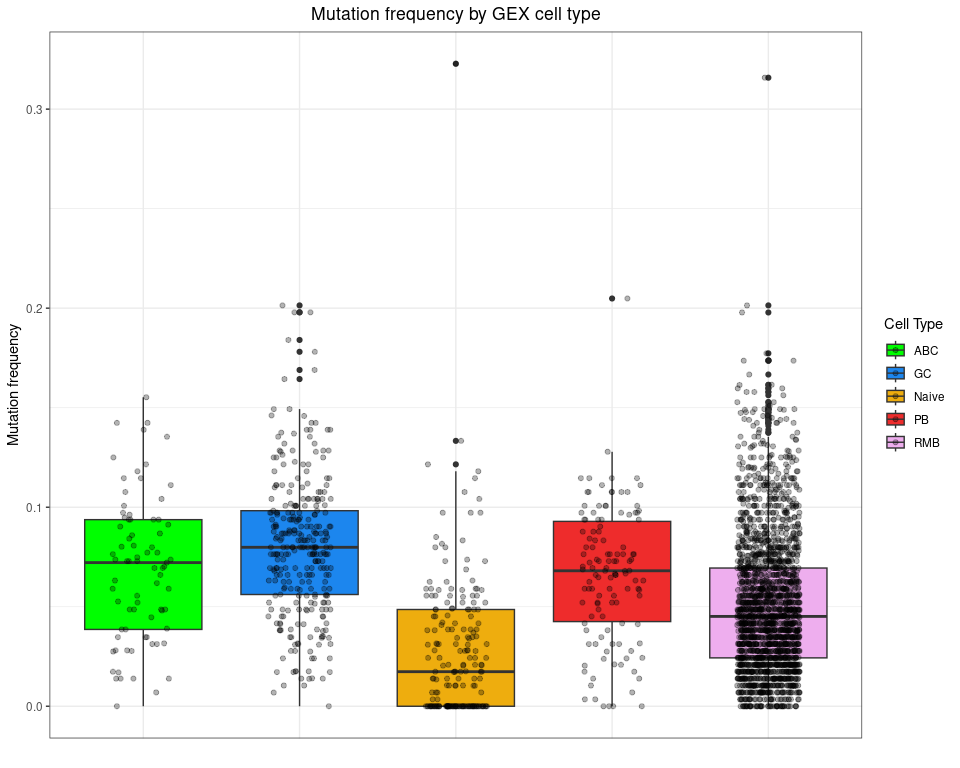 Mutation frequency by GEX cell type
Mutation frequency
0.3
0.2
0.1
0.0
Cell Type
ABC
GC
Naive
PB
RMB